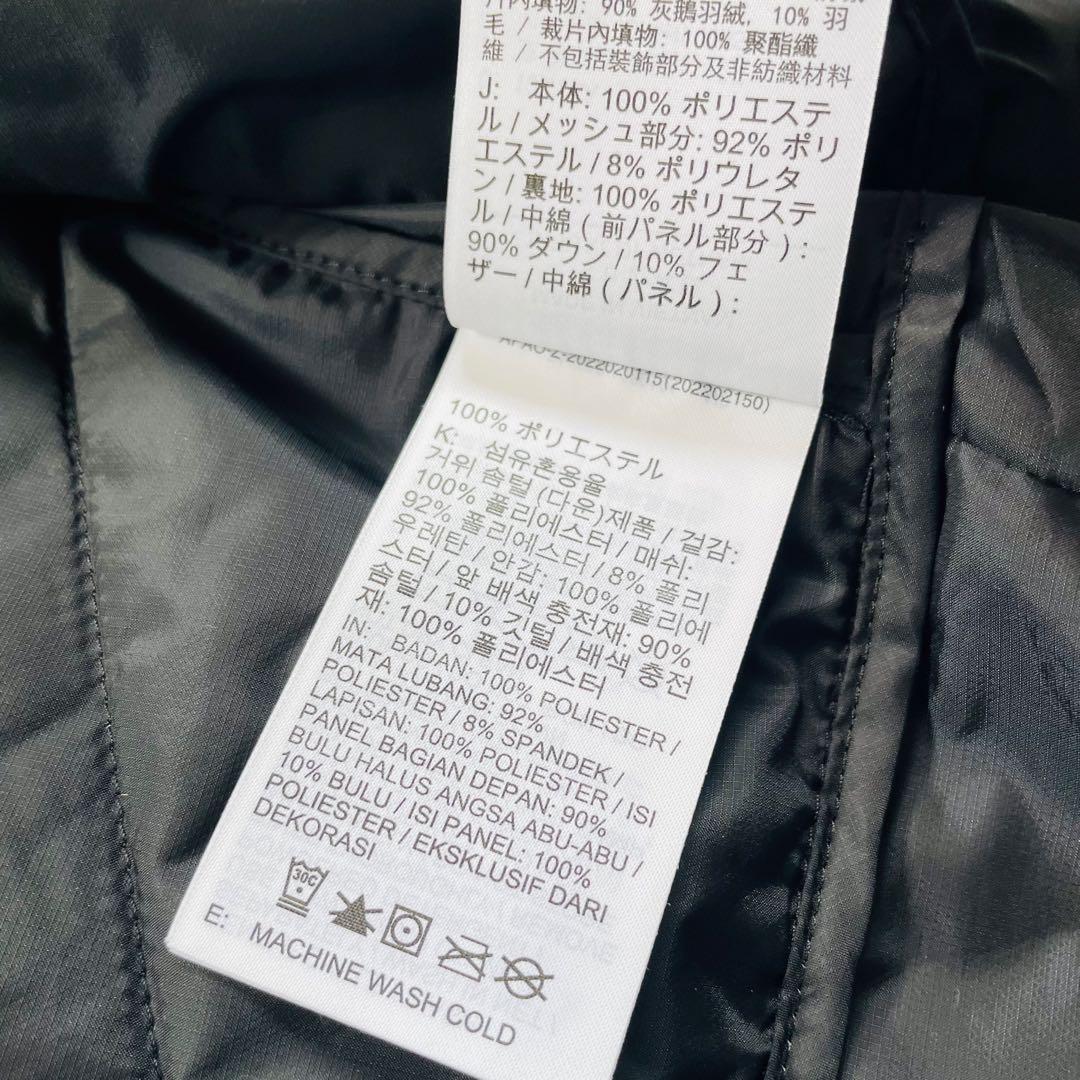 片內填物: 90% 灰鵝羽絨, 10% 羽
毛 / 裁片內填物: 100% 聚酯纖
維 / 不包括裝飾部分及非紡織材料
J: 本体: 100% ポリエステ
ル / メッシュ部分: 92% ポリ
エステル / 8% ポリウレタ
ン / 裏地: 100% ポリエステ
ル / 中綿 ( 前パネル部分 ) :
90% ダウン / 10% フェ
ザー / 中綿 ( パネル ) :
APAC-2-2022020115(202202150)
100% ポリエステル
K: 섬유혼용율
거위 솜털 (다운)제품 / 겉감:
100% 폴리에스터 / 매쉬:
92% 폴리에스터 / 8% 폴리
우레탄 / 안감: 100% 폴리에
스터 / 앞 배색 충전재: 90%
솜털 / 10% 깃털 / 배색 충전
재: 100% 폴리에스터
IN: BADAN: 100% POLIESTER /
MATA LUBANG: 92%
POLIESTER / 8% SPANDEK /
LAPISAN: 100% POLIESTER / ISI
PANEL BAGIAN DEPAN: 90%
BULU HALUS ANGSA ABU-ABU /
10% BULU / ISI PANEL: 100%
POLIESTER / EKSKLUSIF DARI
DEKORASI
30C
E: MACHINE WASH COLD